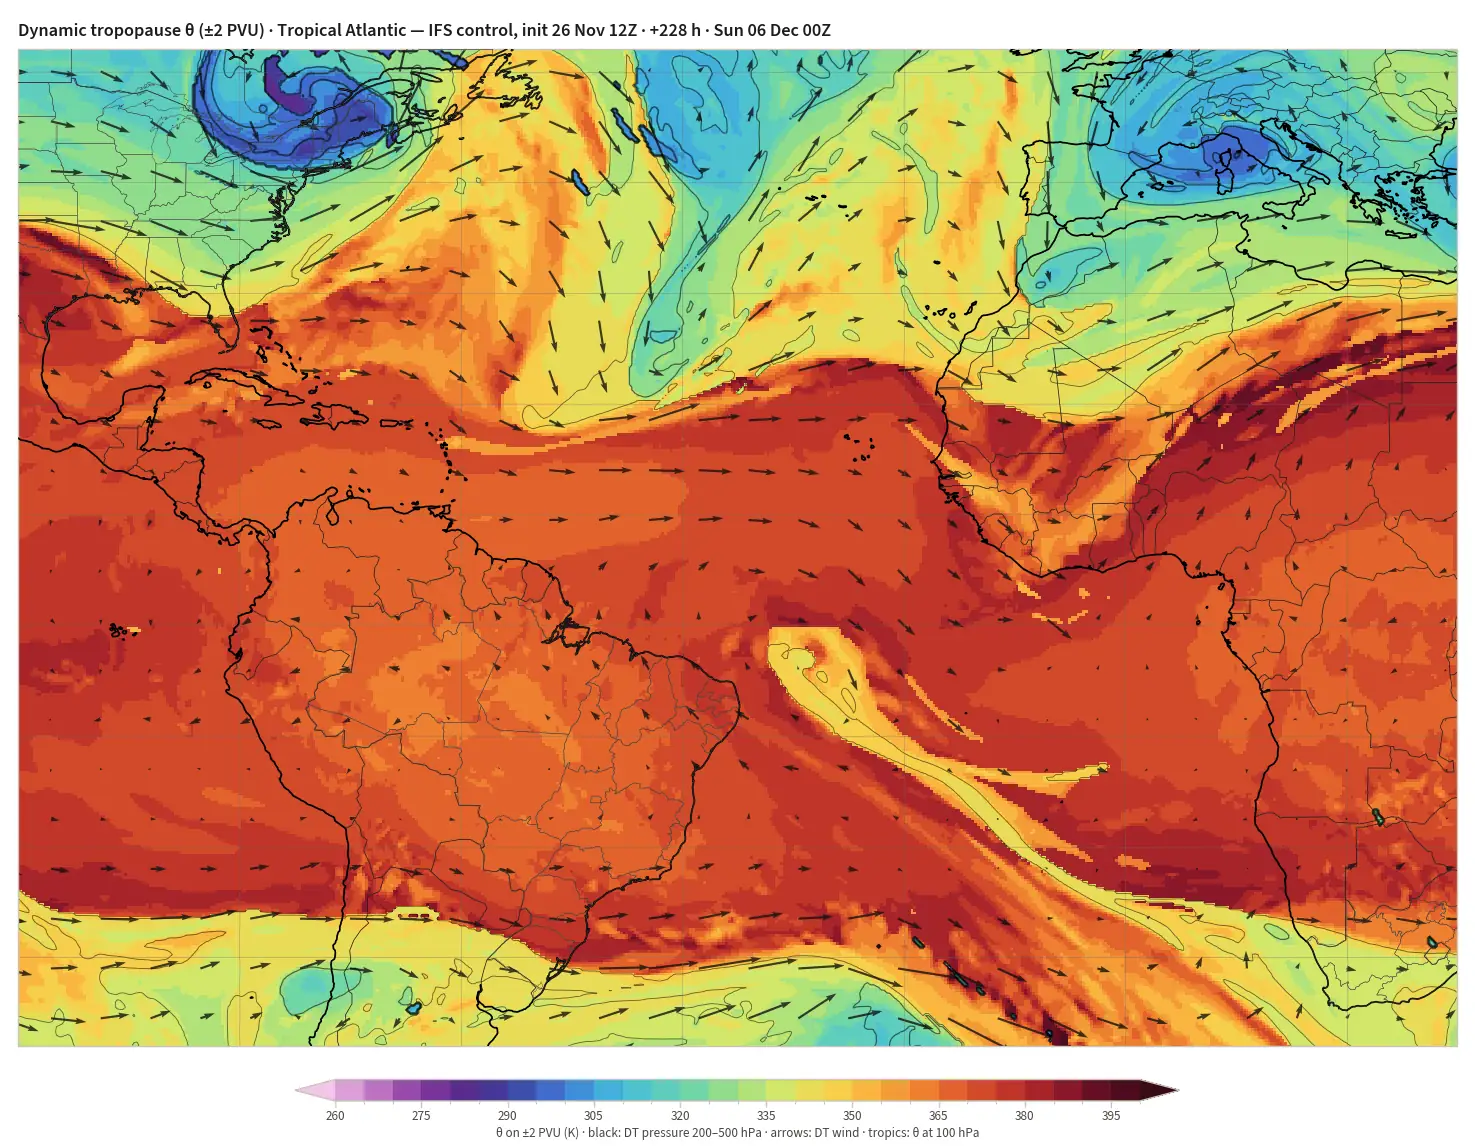 Dynamic tropopause θ (±2 PVU) · Tropical Atlantic — IFS control, init 26 Nov 12Z · +228 h · Sun 06 Dec 00Z
260 275 290 305 320 335 350 365 380 395
θ on ±2 PVU (K) · black: DT pressure 200–500 hPa · arrows: DT wind · tropics: θ at 100 hPa